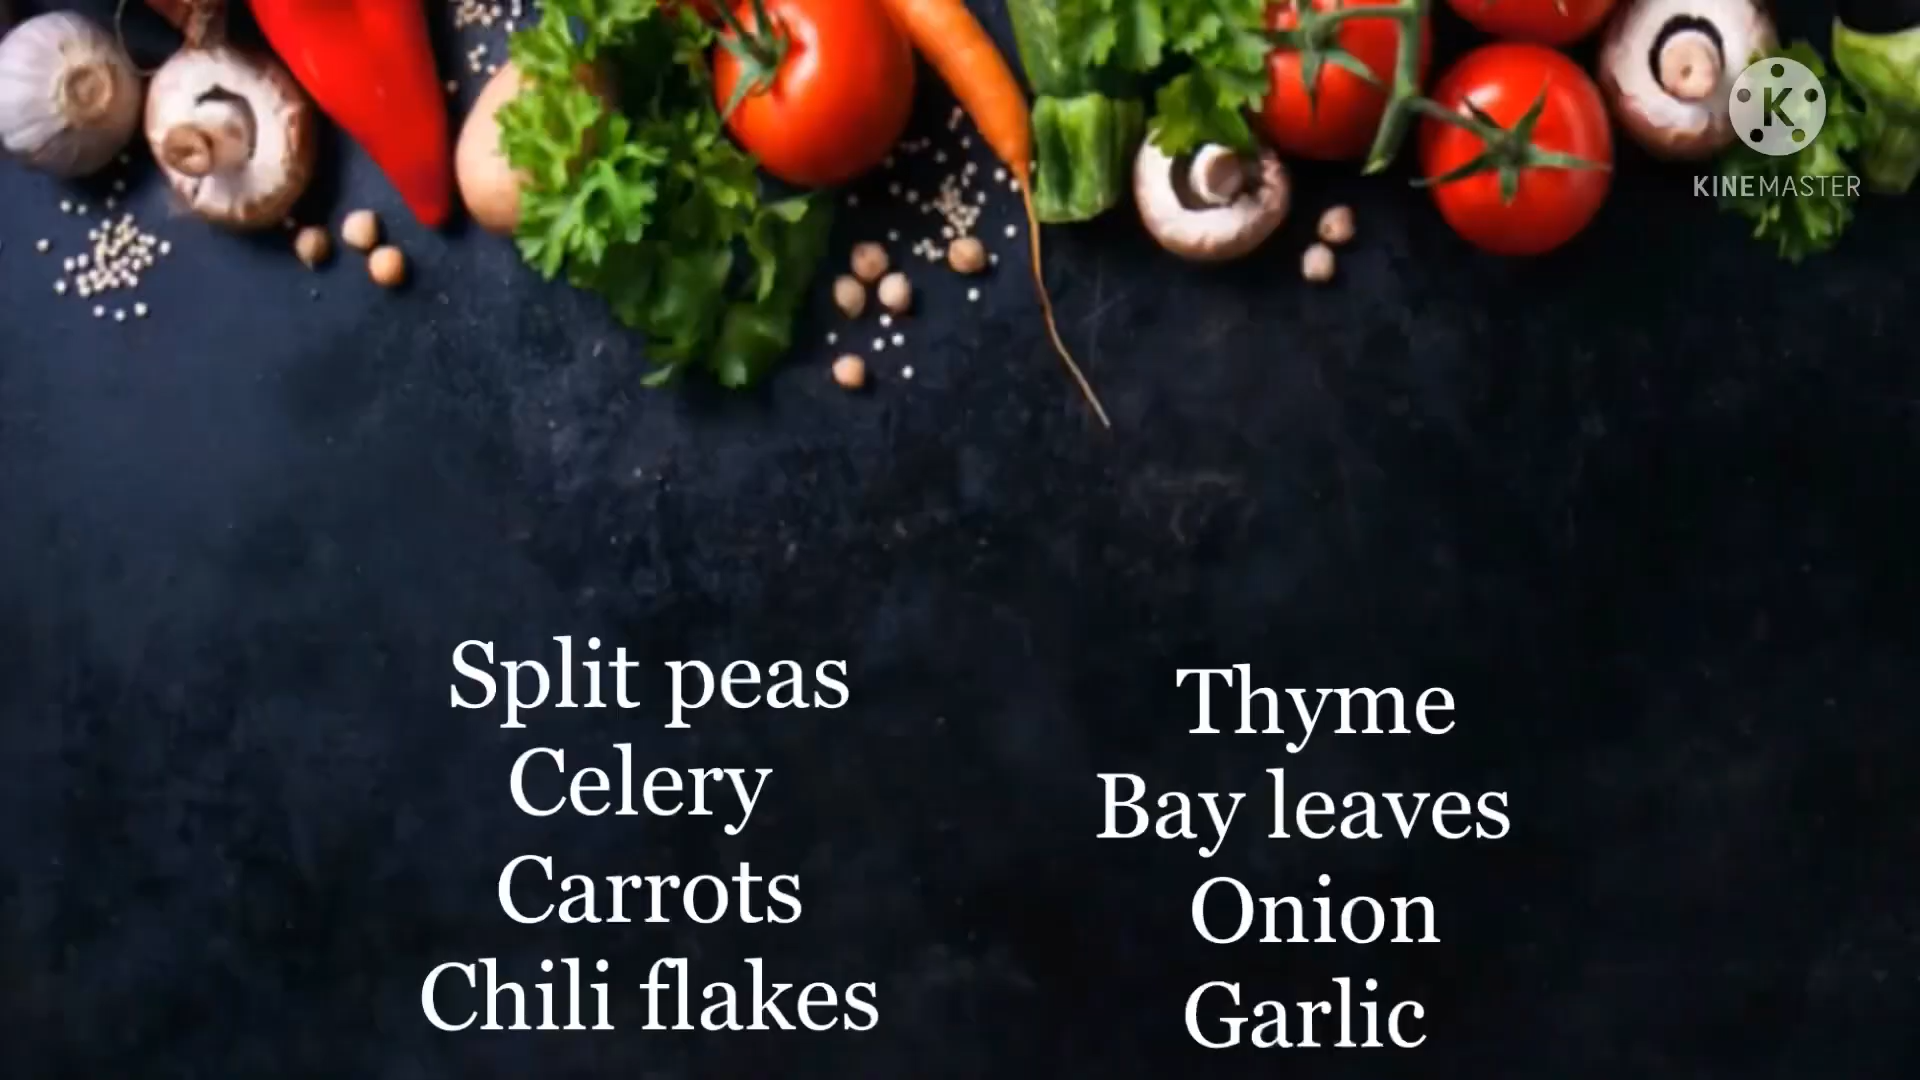 K
KINEMASTER
Split peas
Celery
Carrots
Chili flakes
Thyme
Bay leaves
Onion
Garlic